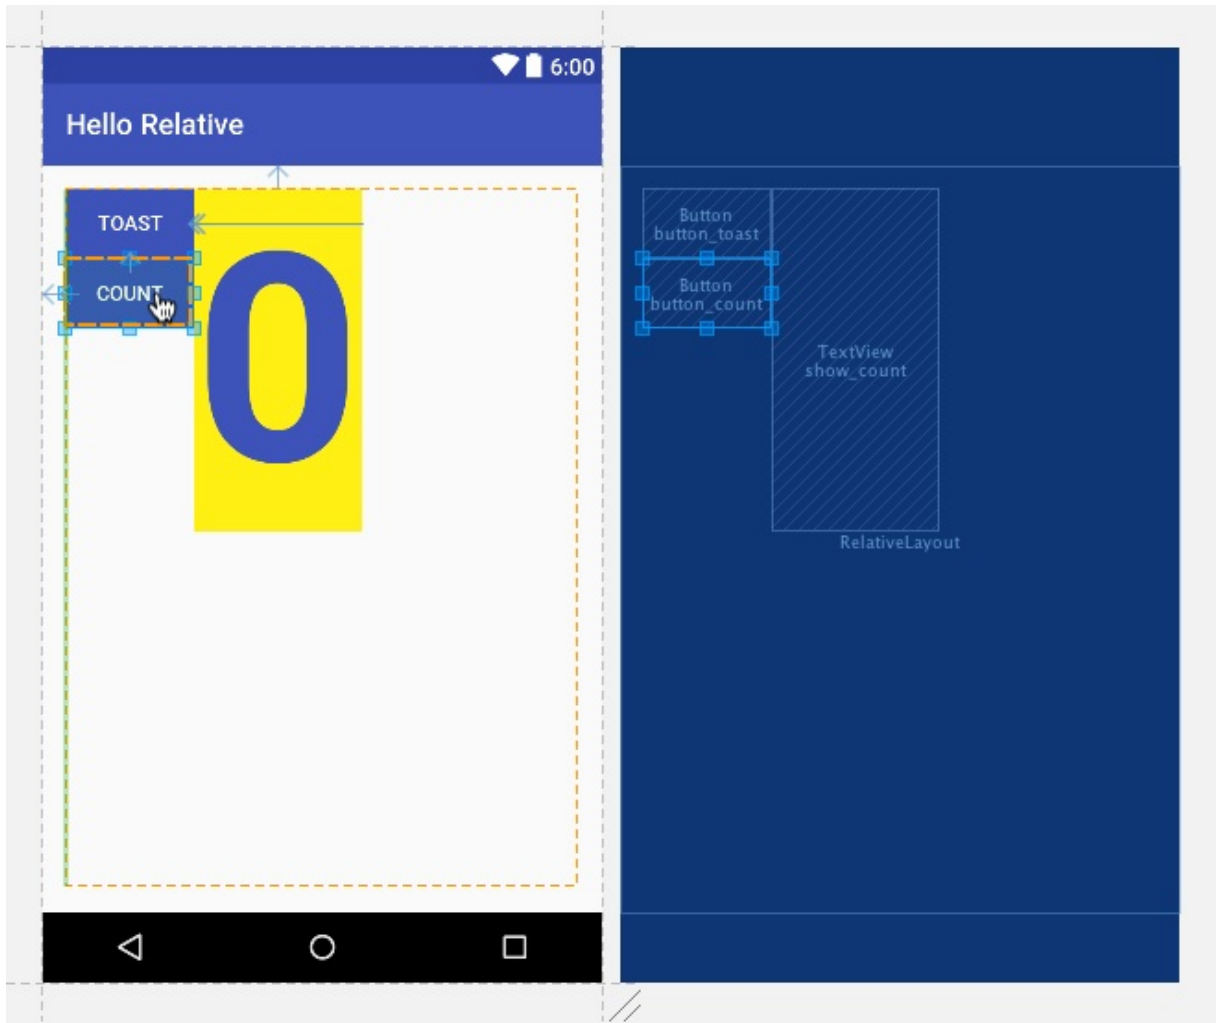 6:00
Hello Relative
TOAST
COUNT
0
Button
button_toast
Button
button_count
TextView
show_count
RelativeLayout